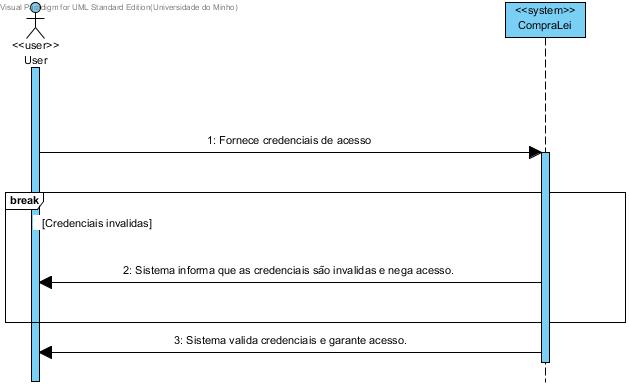 Visual Paradigm for UML Standard Edition(Universidade do Minho)
<<user>>
User
<<system>>
CompraLei
1: Fornece credenciais de acesso
break
[Credenciais invalidas]
2: Sistema informa que as credenciais são invalidas e nega acesso.
3: Sistema valida credenciais e garante acesso.